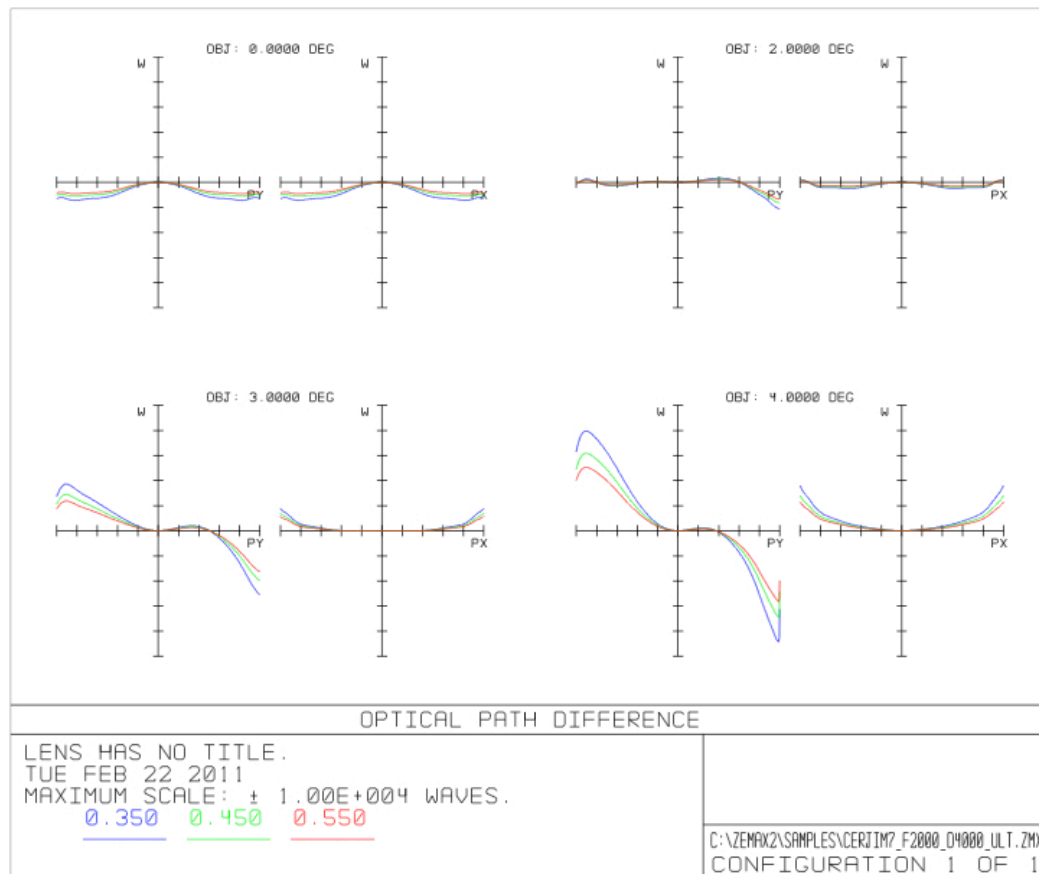 OBJ: 0.0000 DEG
W
W
PY
PX
OBJ: 2.0000 DEG
W
W
PY
PX
OBJ: 3.0000 DEG
W
W
PY
PX
OBJ: 4.0000 DEG
W
W
PY
PX
OPTICAL PATH DIFFERENCE
LENS HAS NO TITLE.
TUE FEB 22 2011
MAXIMUM SCALE: ± 1.00E+004 WAVES.
0.350 0.450 0.550
C:\ZEMAX2\SAMPLES\CERJIM7_F2000_D4000_ULT.ZMX
CONFIGURATION 1 OF 1